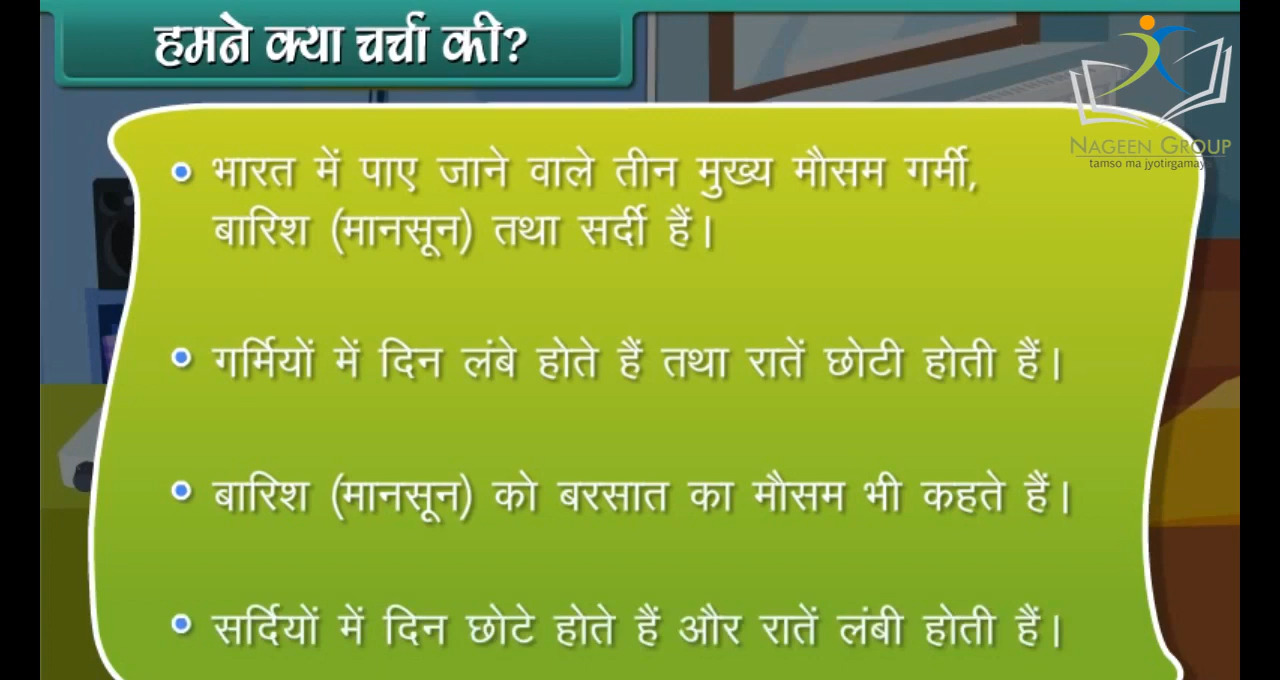 हमने क्या चर्चा की?
NAGEEN GROUP
tamso ma jyotirgamay
भारत में पाए जाने वाले तीन मुख्य मौसम गर्मी,
बारिश (मानसून) तथा सर्दी हैं।
गर्मियों में दिन लंबे होते हैं तथा रातें छोटी होती हैं।
बारिश (मानसून) को बरसात का मौसम भी कहते हैं।
सर्दियों में दिन छोटे होते हैं और रातें लंबी होती हैं।